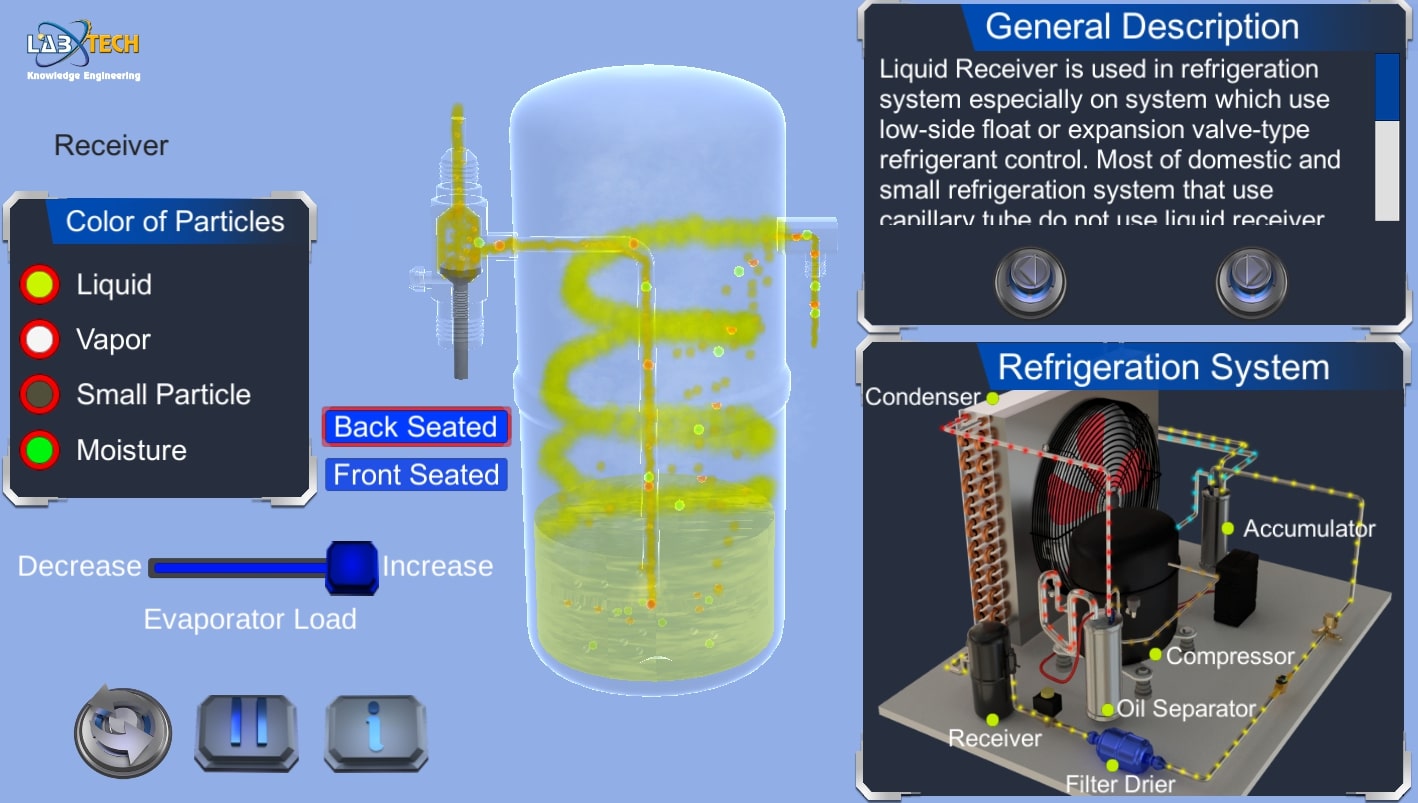 LABXTECH
Knowledge Engineering
Receiver
Color of Particles
Liquid
Vapor
Small Particle
Moisture
Back Seated
Front Seated
Decrease
Increase
Evaporator Load
General Description
Liquid Receiver is used in refrigeration
system especially on system which use
low-side float or expansion valve-type
refrigerant control. Most of domestic and
small refrigeration system that use
capillary tube do not use liquid receiver
Refrigeration System
Condenser
Accumulator
Compressor
Oil Separator
Receiver
Filter Drier